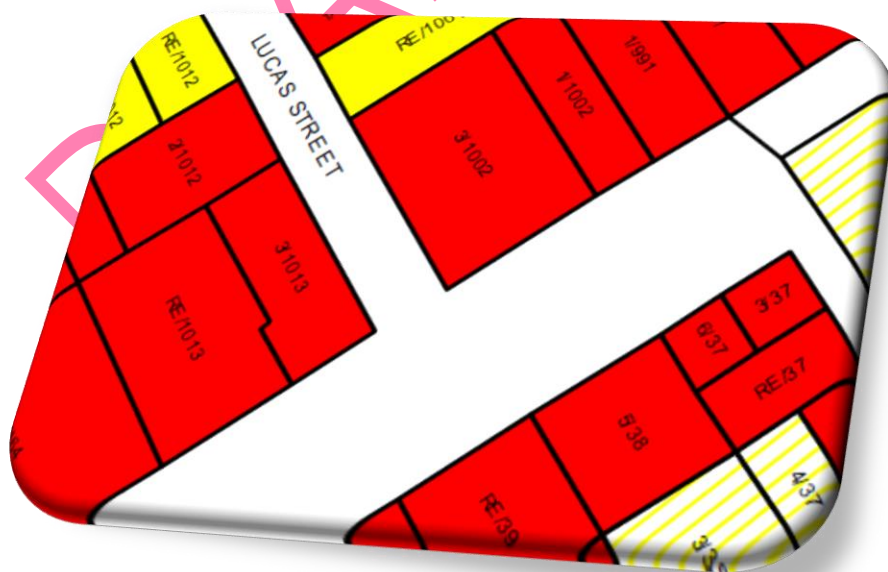 RE/1012
LUCAS STREET
1/991
1/1002
3/1002
2/1012
3/1013
RE/1013
3/37
6/37
RE/37
5/38
4/37
RE/39